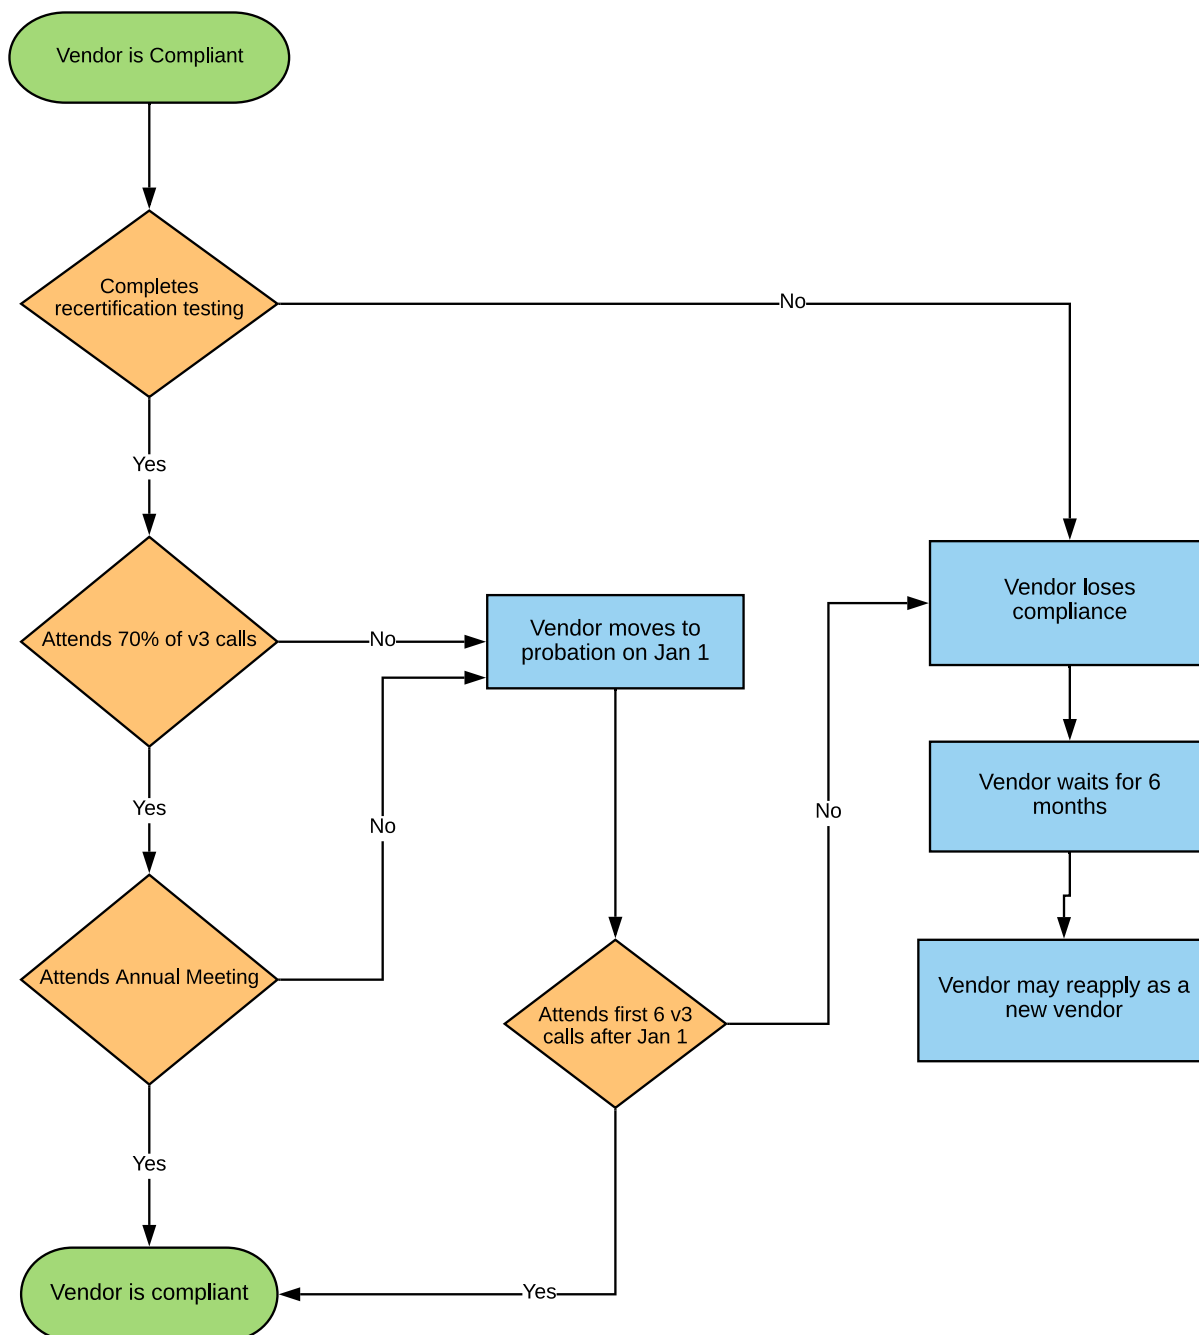 Vendor is Compliant
Completes
recertification testing
No
Yes
Attends 70% of v3 calls
No
Vendor moves to
probation on Jan 1
Vendor loses
compliance
Yes
No
No
Vendor waits for 6
months
Attends Annual Meeting
Attends first 6 v3
calls after Jan 1
Vendor may reapply as a
new vendor
Yes
Yes
Vendor is compliant